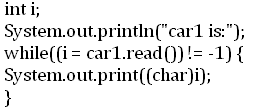 int i;
System.out.println("car1 is:");
while((i = car1.read()) != -1) {
System.out.print((char)i);
}